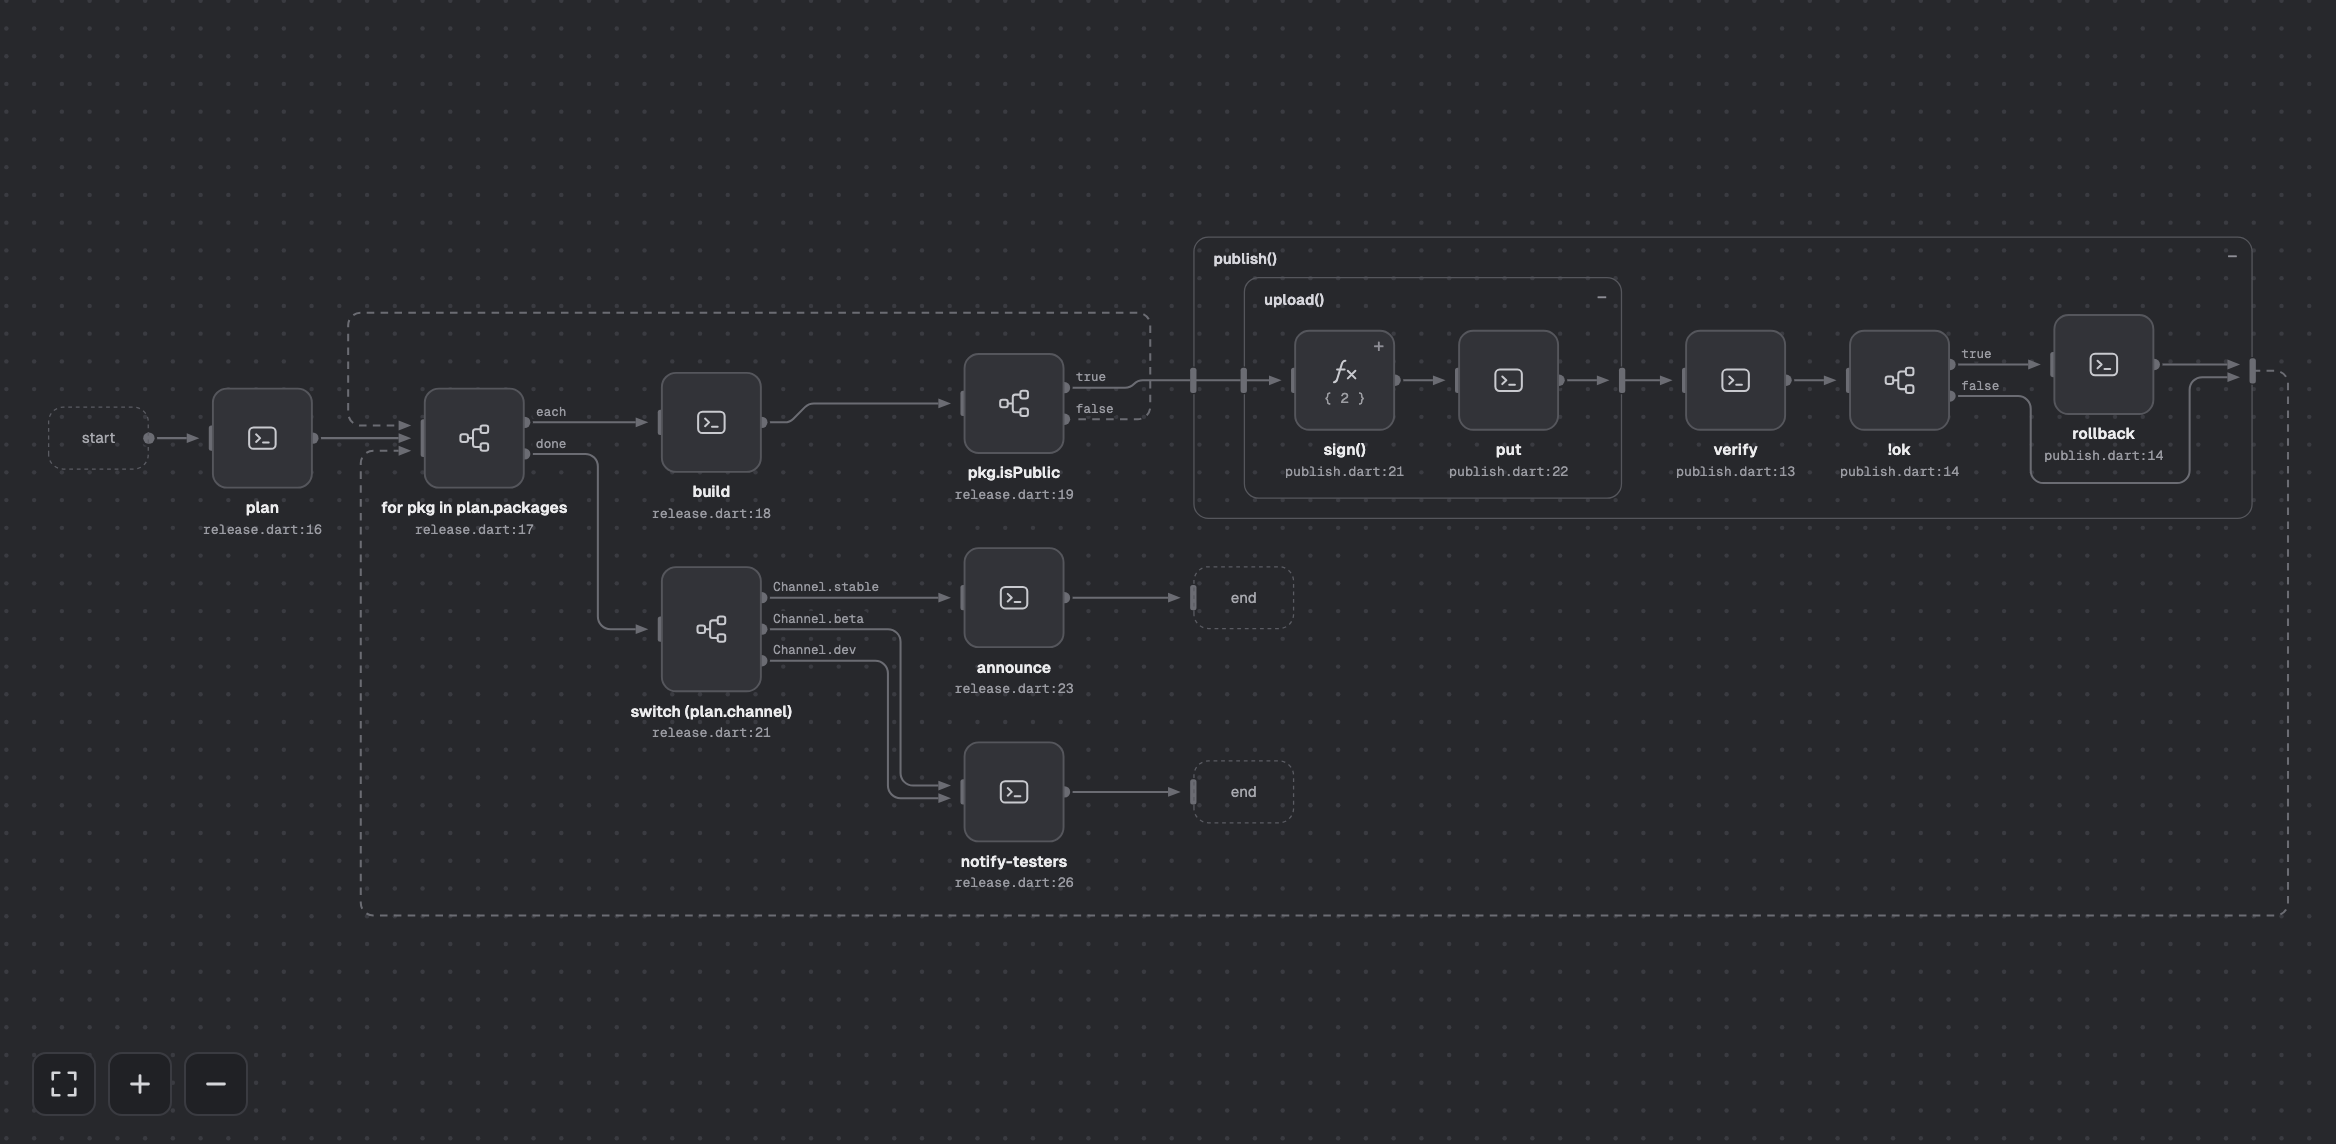 start
plan
release.dart:16
for pkg in plan.packages
release.dart:17
each
done
build
release.dart:18
pkg.isPublic
release.dart:19
true
false
publish()
upload()
{ 2 }
sign()
publish.dart:21
put
publish.dart:22
verify
publish.dart:13
!ok
publish.dart:14
true
false
rollback
publish.dart:14
switch (plan.channel)
release.dart:21
Channel.stable
Channel.beta
Channel.dev
announce
release.dart:23
end
notify-testers
release.dart:26
end